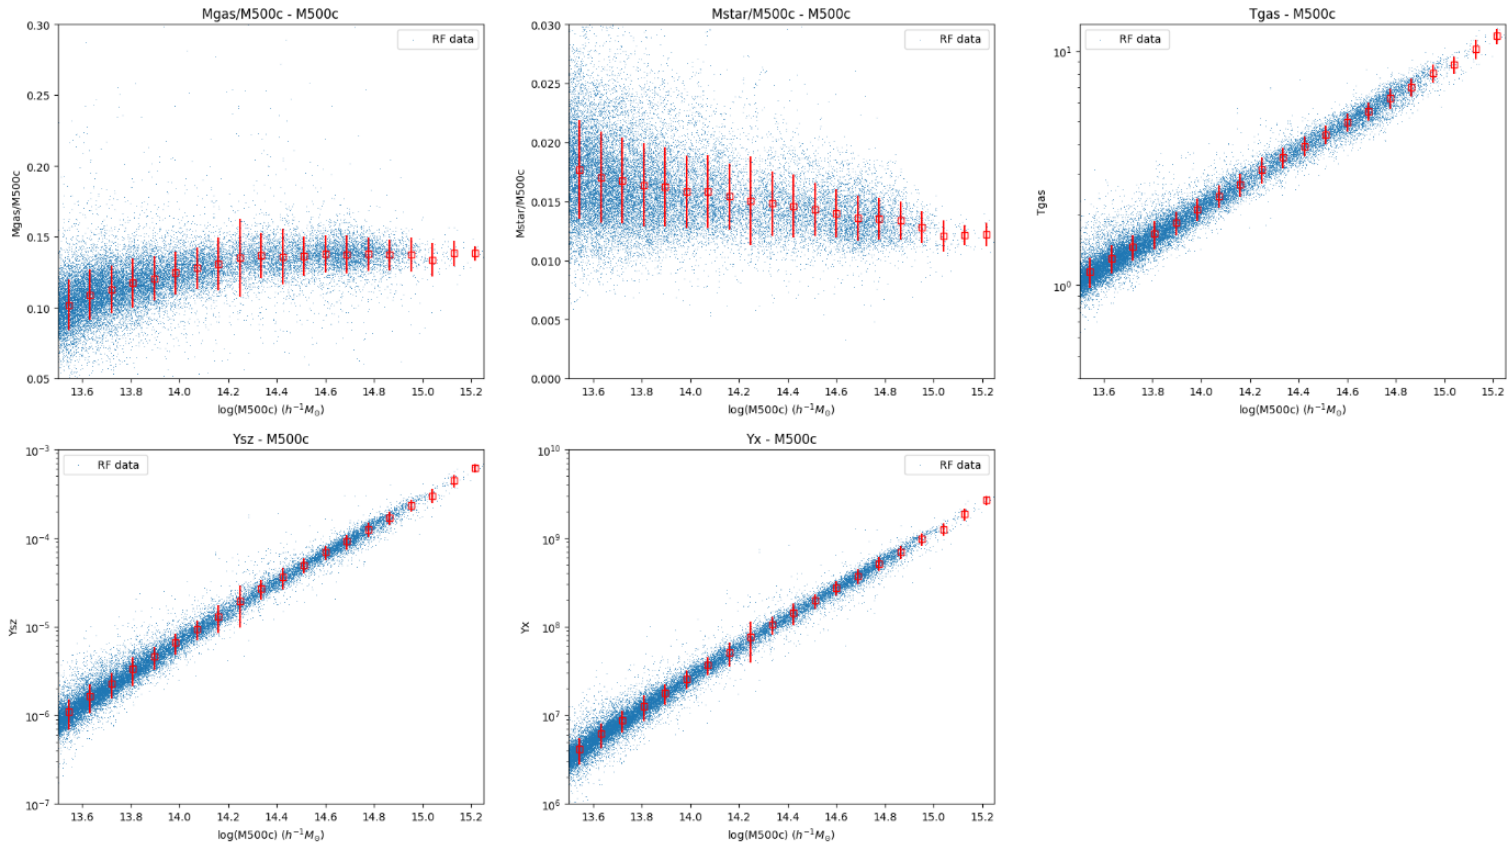 Mgas/M500c - M500c
RF data
0.30
0.25
0.20
0.15
0.10
0.05
Mgas/M500c
13.6 13.8 14.0 14.2 14.4 14.6 14.8 15.0 15.2
log(M500c) (h⁻¹M⊙)
Mstar/M500c - M500c
RF data
0.030
0.025
0.020
0.015
0.010
0.005
0.000
Mstar/M500c
13.6 13.8 14.0 14.2 14.4 14.6 14.8 15.0 15.2
log(M500c) (h⁻¹M⊙)
Tgas - M500c
RF data
10¹
10⁰
Tgas
13.6 13.8 14.0 14.2 14.4 14.6 14.8 15.0 15.2
log(M500c) (h⁻¹M⊙)
Ysz - M500c
RF data
10⁻³
10⁻⁴
10⁻⁵
10⁻⁶
10⁻⁷
Ysz
13.6 13.8 14.0 14.2 14.4 14.6 14.8 15.0 15.2
log(M500c) (h⁻¹M⊙)
Yx - M500c
RF data
10¹⁰
10⁹
10⁸
10⁷
10⁶
Yx
13.6 13.8 14.0 14.2 14.4 14.6 14.8 15.0 15.2
log(M500c) (h⁻¹M⊙)